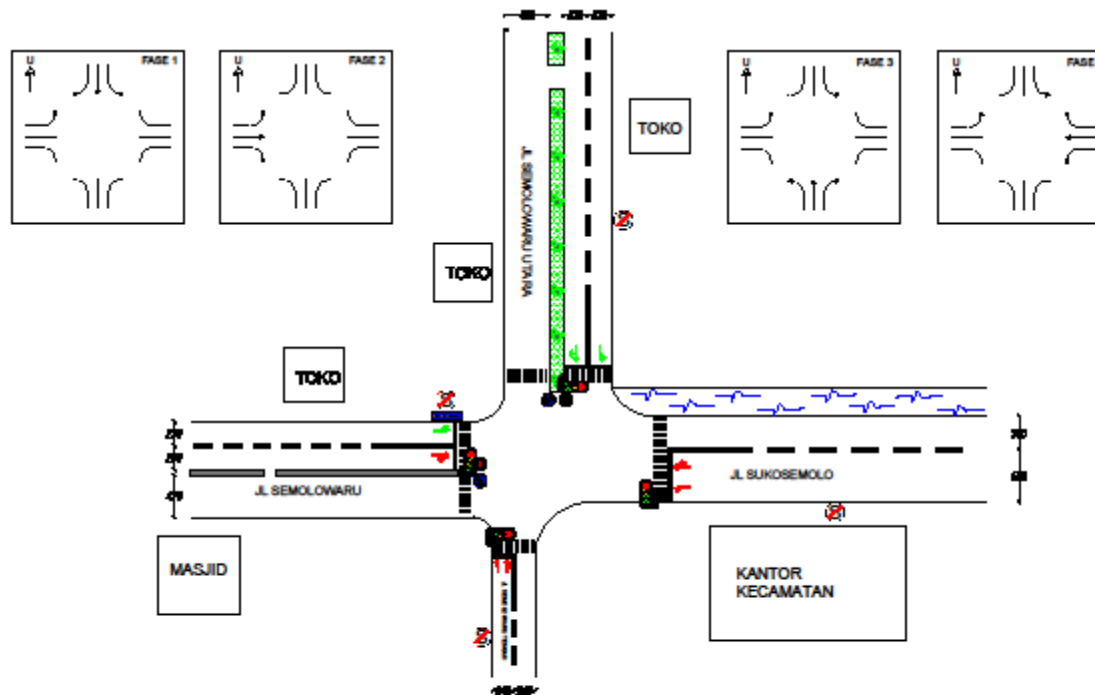 U
FASE 1
U
FASE 2
U
FASE 3
U
FASE
TOKO
JL SEMOLOWARU UTARA
TOKO
TOKO
JL SEMOLOWARU
JL SUKOSEMOLO
MASJID
KANTOR
KECAMATAN